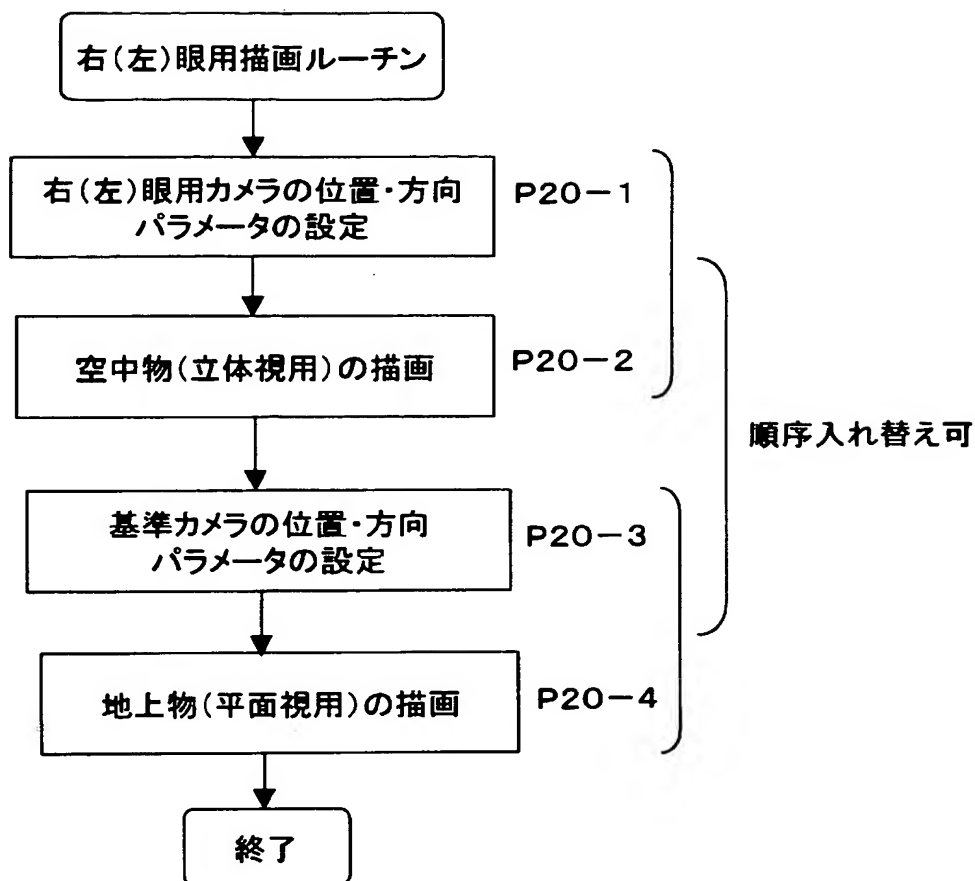 右(左)眼用描画ルーチン
右(左)眼用カメラの位置・方向
パラメータの設定
P20-1
空中物(立体視用)の描画
P20-2
順序入れ替え可
基準カメラの位置・方向
パラメータの設定
P20-3
地上物(平面視用)の描画
P20-4
終了